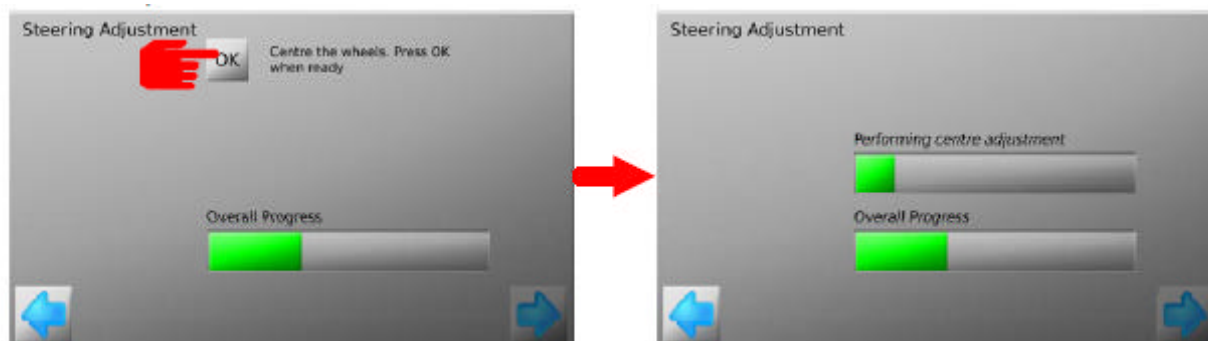 Steering Adjustment
OK
Centre the wheels. Press OK
when ready
Overall Progress
Steering Adjustment
Performing centre adjustment
Overall Progress